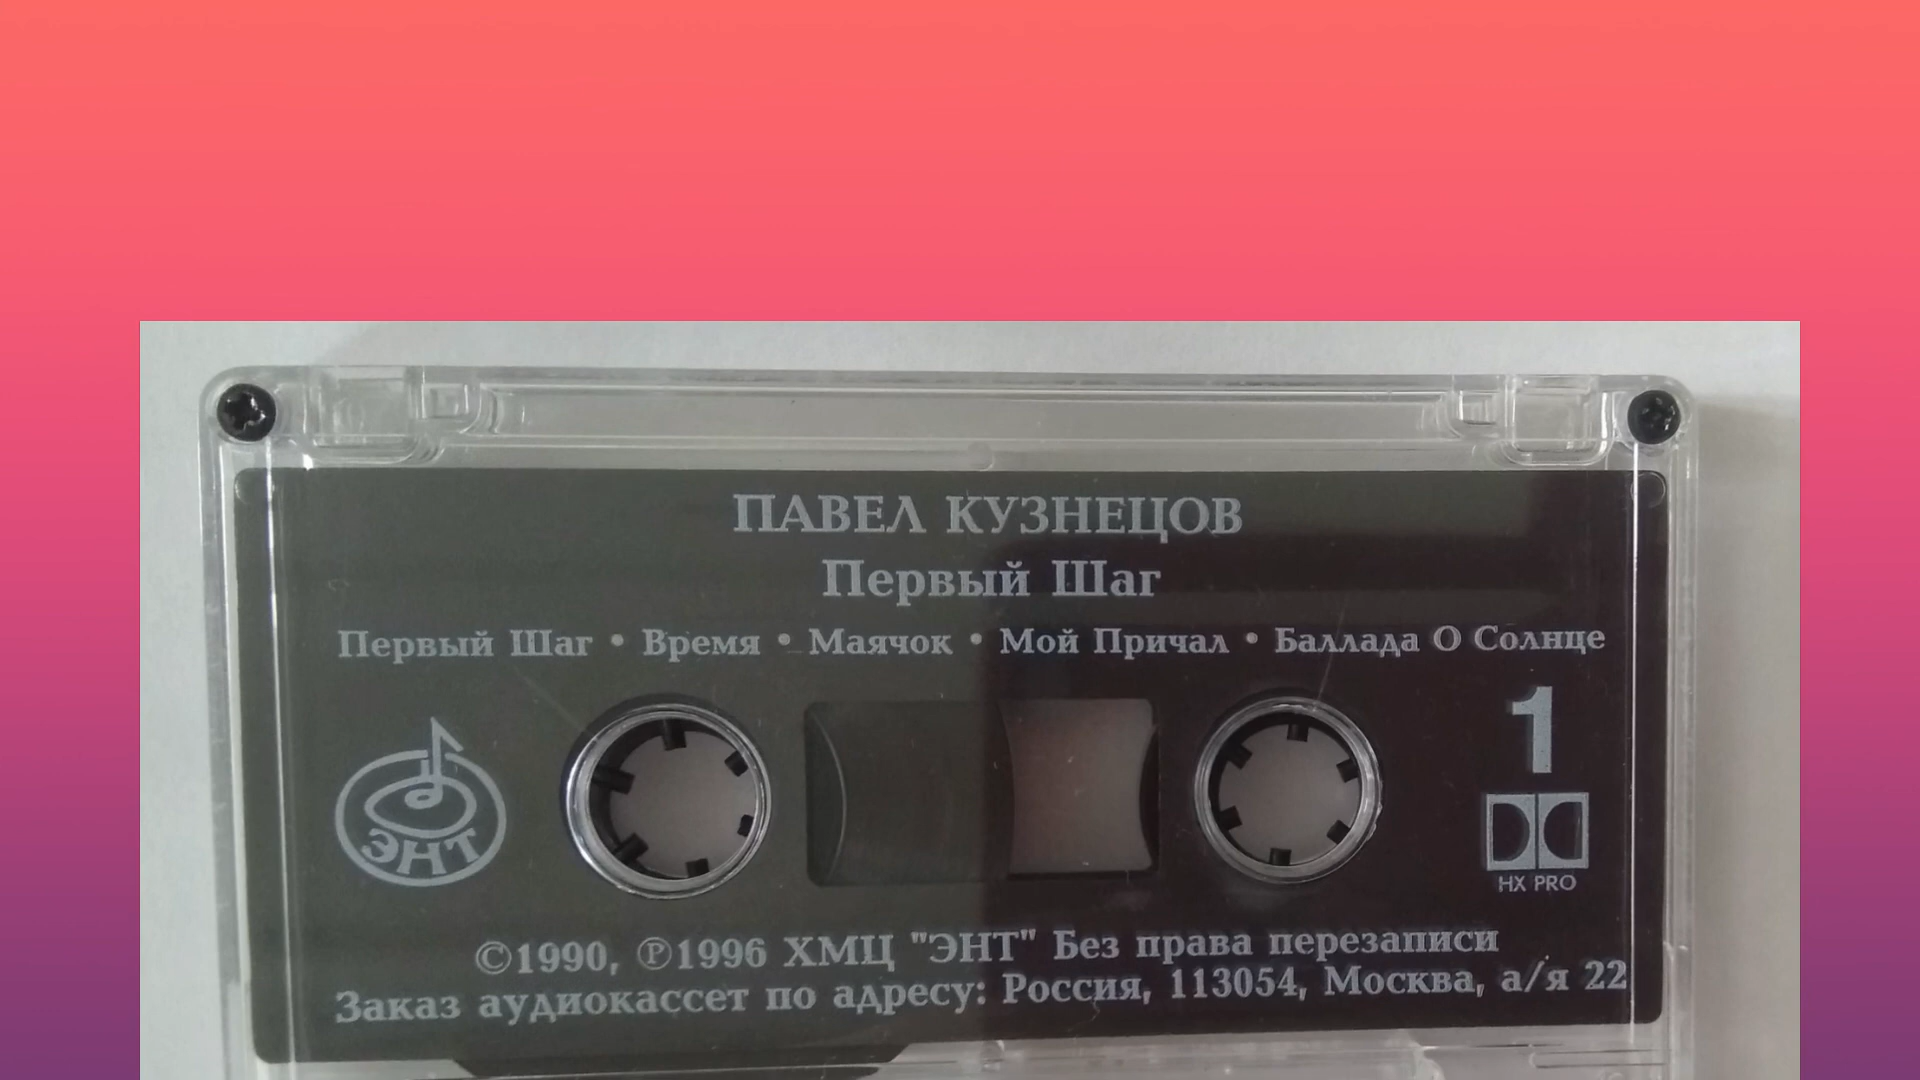 ПАВЕЛ КУЗНЕЦОВ
Первый Шаг
Первый Шаг • Время • Маячок • Мой Причал • Баллада О Солнце
1
ЭНТ
HX PRO
©1990, ℗1996 ХМЦ "ЭНТ" Без права перезаписи
Заказ аудиокассет по адресу: Россия, 113054, Москва, а/я 22